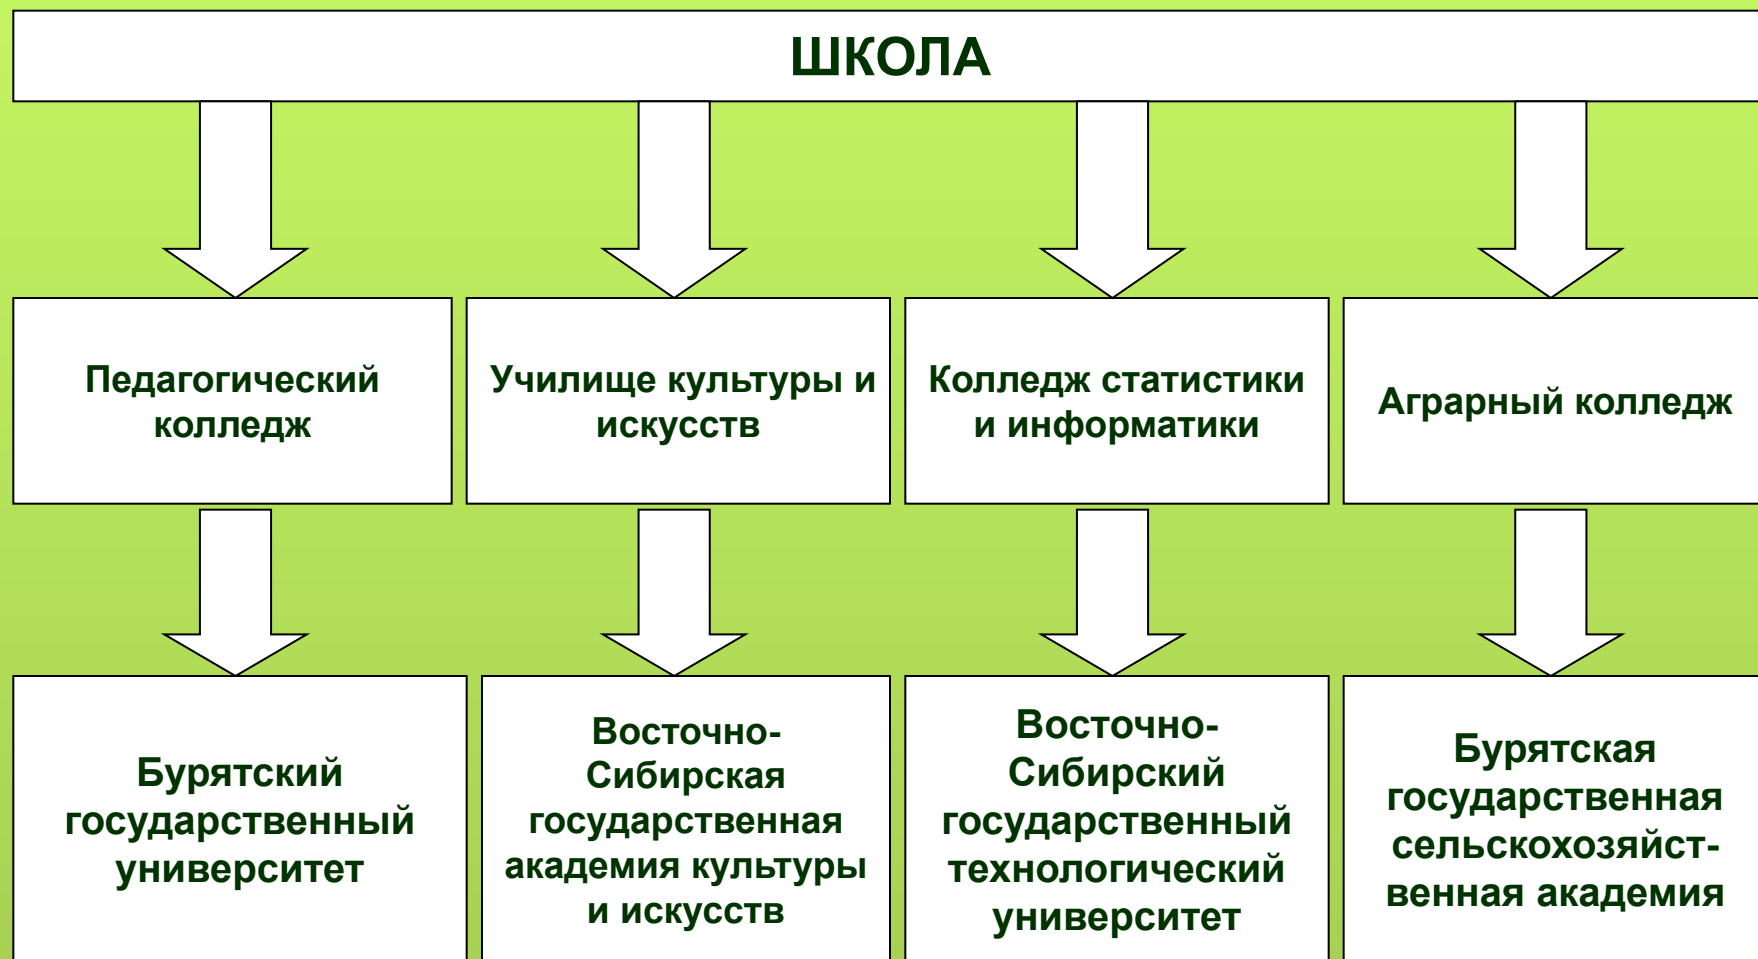 ШКОЛА
Педагогический
колледж
Училище культуры и
искусств
Колледж статистики
и информатики
Аграрный колледж
Бурятский
государственный
университет
Восточно-
Сибирская
государственная
академия культуры
и искусств
Восточно-
Сибирский
государственный
технологический
университет
Бурятская
государственная
сельскохозяйст-
венная академия